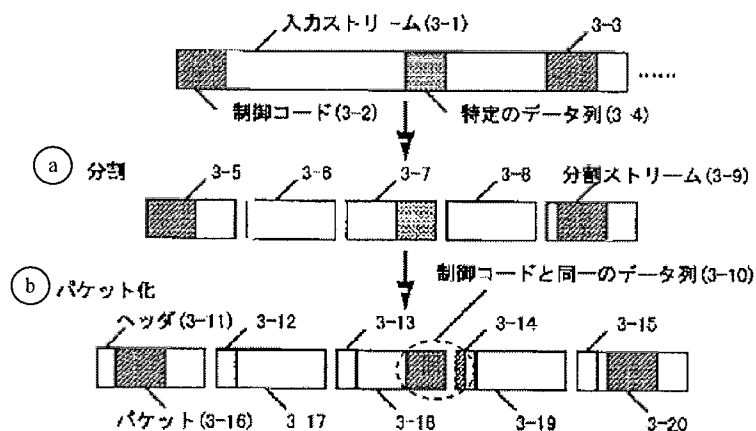 入力ストリーム(3-1)
3-3
……
制御コード(3-2)
特定のデータ列(3-4)
a 分割
3-5
3-6
3-7
3-8
分割ストリーム(3-9)
制御コードと同一のデータ列(3-10)
b パケット化
ヘッダ(3-11)
3-12
3-13
3-14
3-15
パケット(3-16)
3-17
3-18
3-19
3-20